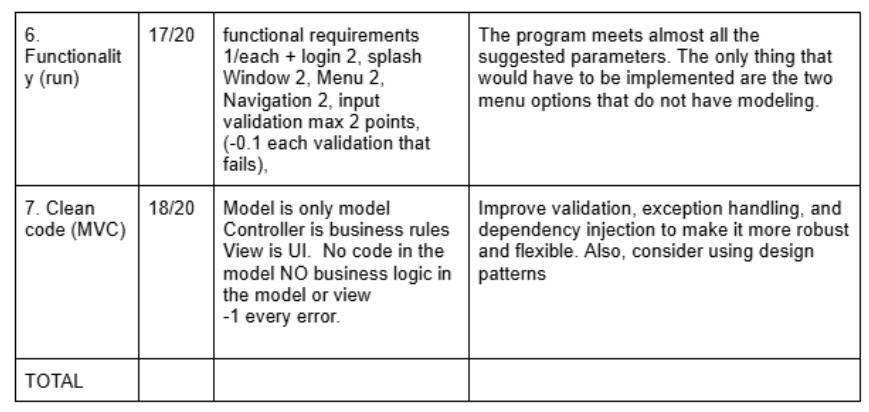 6.
Functionalit
y (run)
17/20
functional requirements
1/each + login 2, splash
Window 2, Menu 2,
Navigation 2, input
validation max 2 points,
(-0.1 each validation that
fails),
The program meets almost all the
suggested parameters. The only thing that
would have to be implemented are the two
menu options that do not have modeling.
7. Clean
code (MVC)
18/20
Model is only model
Controller is business rules
View is UI.  No code in the
model NO business logic in
the model or view
-1 every error.
Improve validation, exception handling, and
dependency injection to make it more robust
and flexible. Also, consider using design
patterns
TOTAL